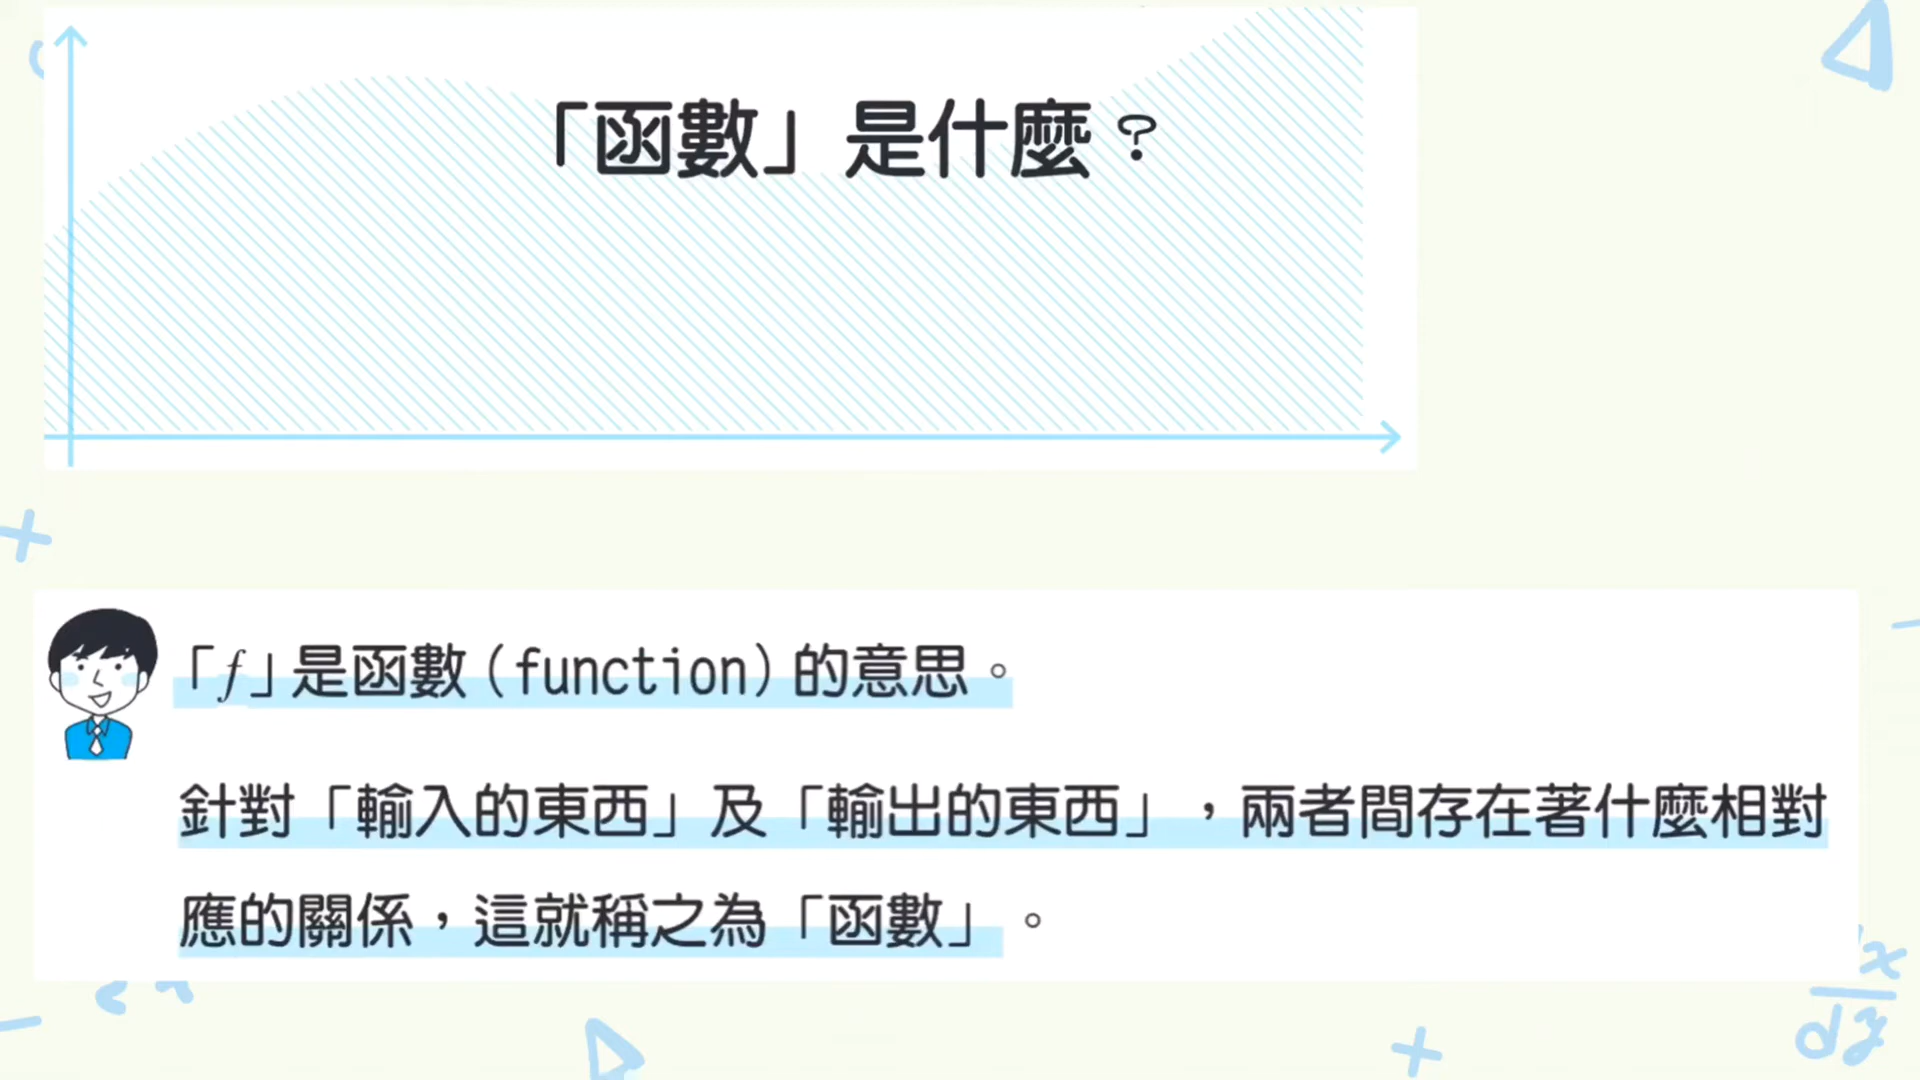 「函數」是什麼？
「f」是函數(function)的意思。
針對「輸入的東西」及「輸出的東西」，兩者間存在著什麼相對
應的關係，這就稱之為「函數」。
x
dy